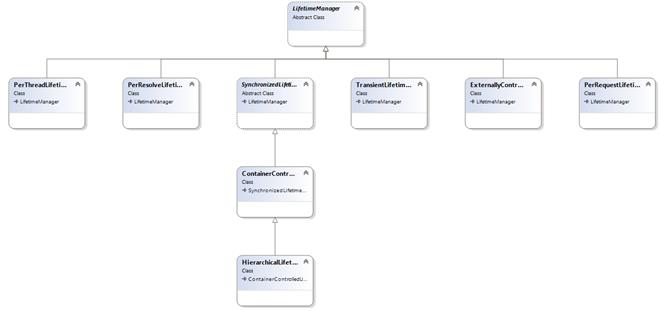 LifetimeManager
Abstract Class
PerThreadLifeti...
Class
LifetimeManager
PerResolveLifeti...
Class
LifetimeManager
SynchronizedLifeti...
Abstract Class
LifetimeManager
TransientLifetim...
Class
LifetimeManager
ExternallyContr...
Class
LifetimeManager
PerRequestLifeti...
Class
LifetimeManager
ContainerContr...
Class
SynchronizedLifetime...
HierarchicalLifet...
Class
ContainerControlledLi...